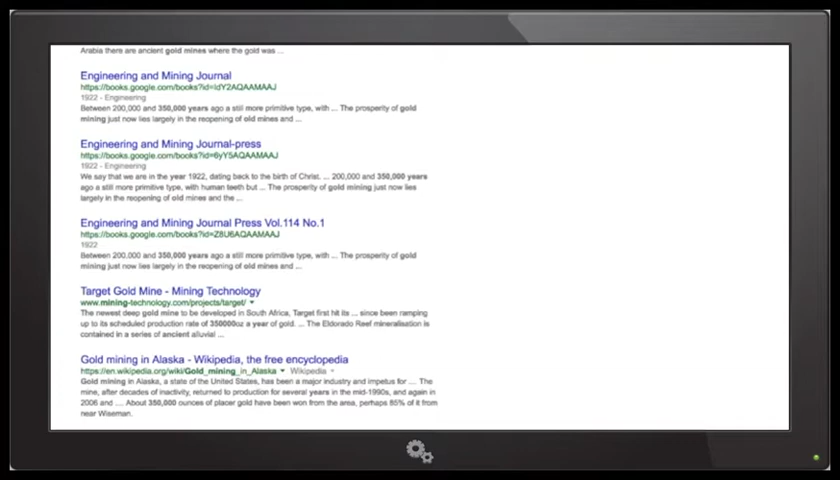 Arabia there are ancient gold mines where the gold was ...
Engineering and Mining Journal
https://books.google.com/books?id=IdY2AQAAMAAJ
1922 - Engineering
Between 200,000 and 350,000 years ago a still more primitive type, with ... The prosperity of gold
mining just now lies largely in the reopening of old mines and ...
Engineering and Mining Journal-press
https://books.google.com/books?id=6yY5AQAAMAAJ
1922 - Engineering
We say that we are in the year 1922, dating back to the birth of Christ. ... 200,000 and 350,000 years
ago a still more primitive type, with human teeth but ... The prosperity of gold mining just now lies
largely in the reopening of old mines and the ...
Engineering and Mining Journal Press Vol.114 No.1
https://books.google.com/books?id=Z8U6AQAAMAAJ
1922
Between 200,000 and 350,000 years ago a still more primitive type, with ... The prosperity of gold
mining just now lies largely in the reopening of old mines and ...
Target Gold Mine - Mining Technology
www.mining-technology.com/projects/target/
The newest deep gold mine to be developed in South Africa, Target first hit its ... since been ramping
up to its scheduled production rate of 350000oz a year of gold. ... The Eldorado Reef mineralisation is
contained in a series of ancient alluvial ...
Gold mining in Alaska - Wikipedia, the free encyclopedia
https://en.wikipedia.org/wiki/Gold_mining_in_Alaska Wikipedia
Gold mining in Alaska, a state of the United States, has been a major industry and impetus for .... The
mine, after decades of inactivity, returned to production for several years in the mid-1990s, and again in
2006 and .... About 350,000 ounces of placer gold have been won from the area, perhaps 85% of it from
near Wiseman.